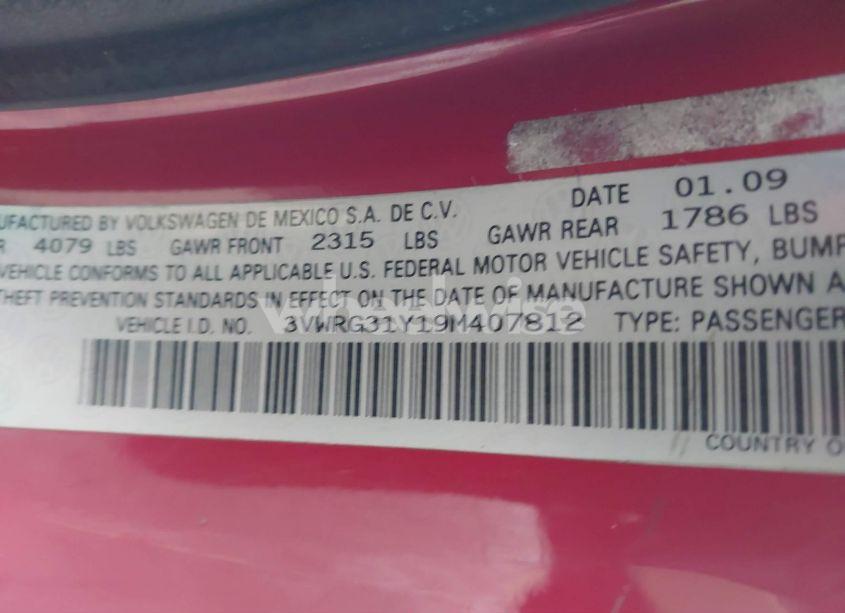 DATE 01.09
UFACTURED BY VOLKSWAGEN DE MEXICO S.A. DE C.V.
R 4079 LBS GAWR FRONT 2315 LBS GAWR REAR 1786 LBS
VEHICLE CONFORMS TO ALL APPLICABLE U.S. FEDERAL MOTOR VEHICLE SAFETY, BUMP
THEFT PREVENTION STANDARDS IN EFFECT ON THE DATE OF MANUFACTURE SHOWN A
VEHICLE I.D. NO. 3VWRG31Y19M407812 TYPE: PASSENGER
COUNTRY O